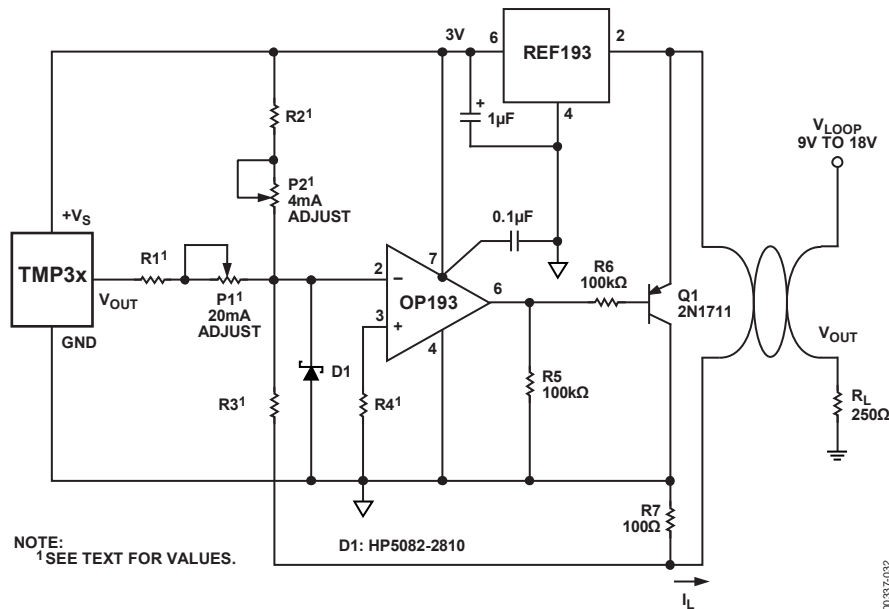 3V
6
REF193
2
4
R2¹
+
1µF
V_LOOP
9V TO 18V
P2¹
4mA
ADJUST
+V_S
0.1µF
TMP3x
R1¹
V_OUT
P1¹
20mA
ADJUST
GND
2
−
7
OP193
6
3
+
4
R6
100kΩ
Q1
2N1711
V_OUT
D1
R3¹
R4¹
R5
100kΩ
R_L
250Ω
R7
100Ω
NOTE:
¹SEE TEXT FOR VALUES.
D1: HP5082-2810
I_L
00337-032